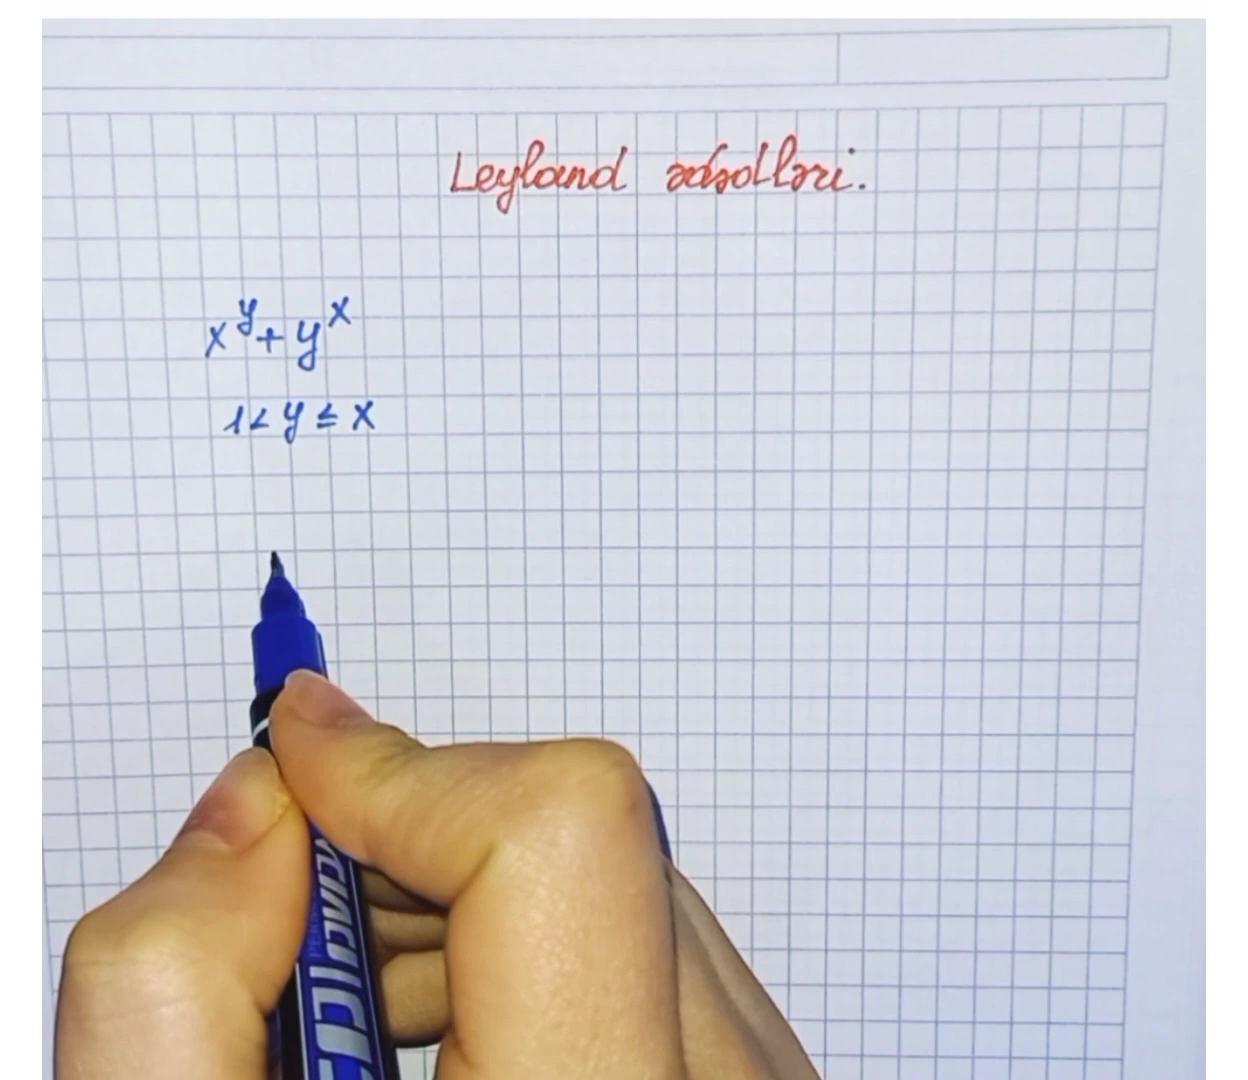 Leyland ədədləri.
x^y + y^x
1 < y ≤ x